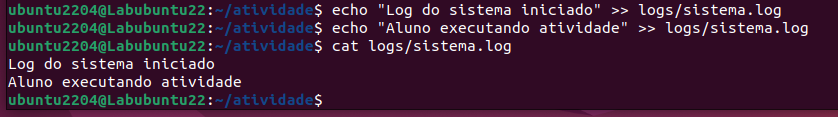 ubuntu2204@Labubuntu22:~/atividade$ echo "Log do sistema iniciado" >> logs/sistema.log
ubuntu2204@Labubuntu22:~/atividade$ echo "Aluno executando atividade" >> logs/sistema.log
ubuntu2204@Labubuntu22:~/atividade$ cat logs/sistema.log
Log do sistema iniciado
Aluno executando atividade
ubuntu2204@Labubuntu22:~/atividade$